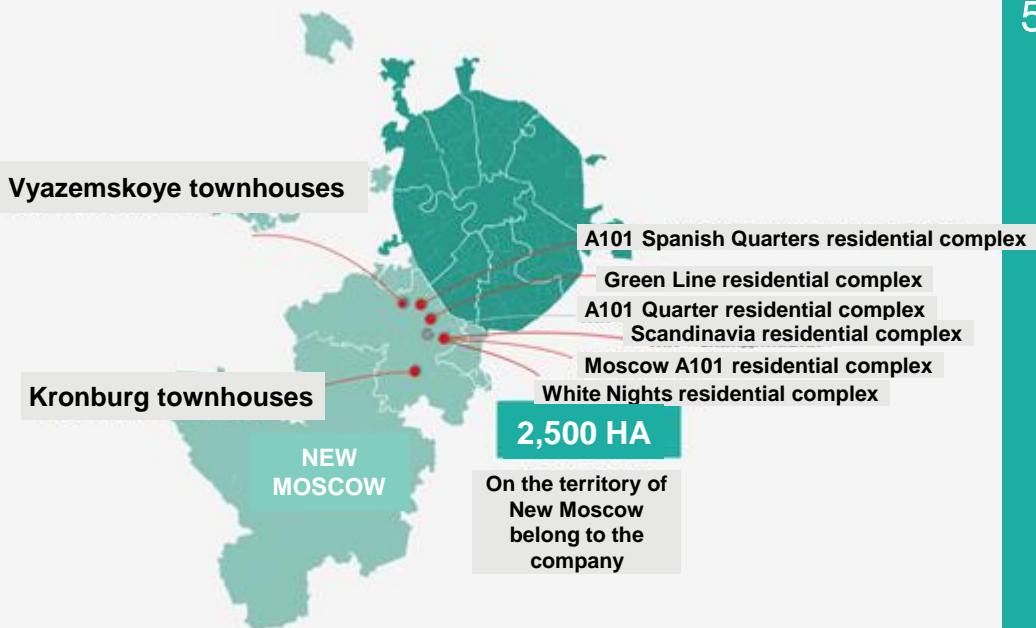 5
Vyazemskoye townhouses
A101 Spanish Quarters residential complex
Green Line residential complex
A101 Quarter residential complex
Scandinavia residential complex
Moscow A101 residential complex
White Nights residential complex
Kronburg townhouses
2,500 HA
NEW
MOSCOW
On the territory of
New Moscow
belong to the
company